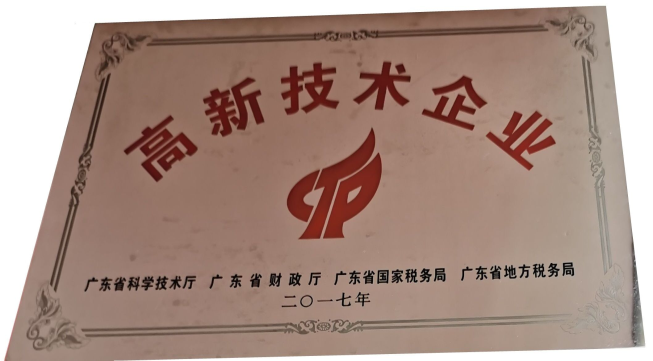 高新技术企业
广东省科学技术厅 广东省财政厅 广东省国家税务局 广东省地方税务局
二〇一七年